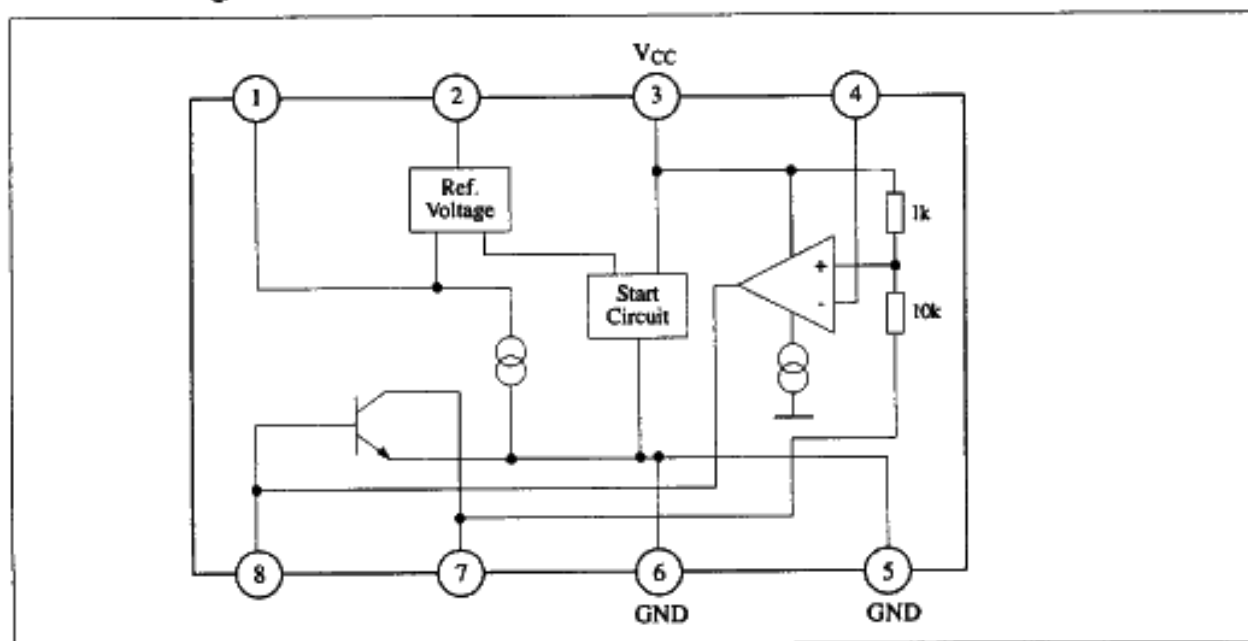 VCC
1
2
3
4
Ref.
Voltage
1k
+
-
Start
Circuit
10k
8
7
6
5
GND
GND